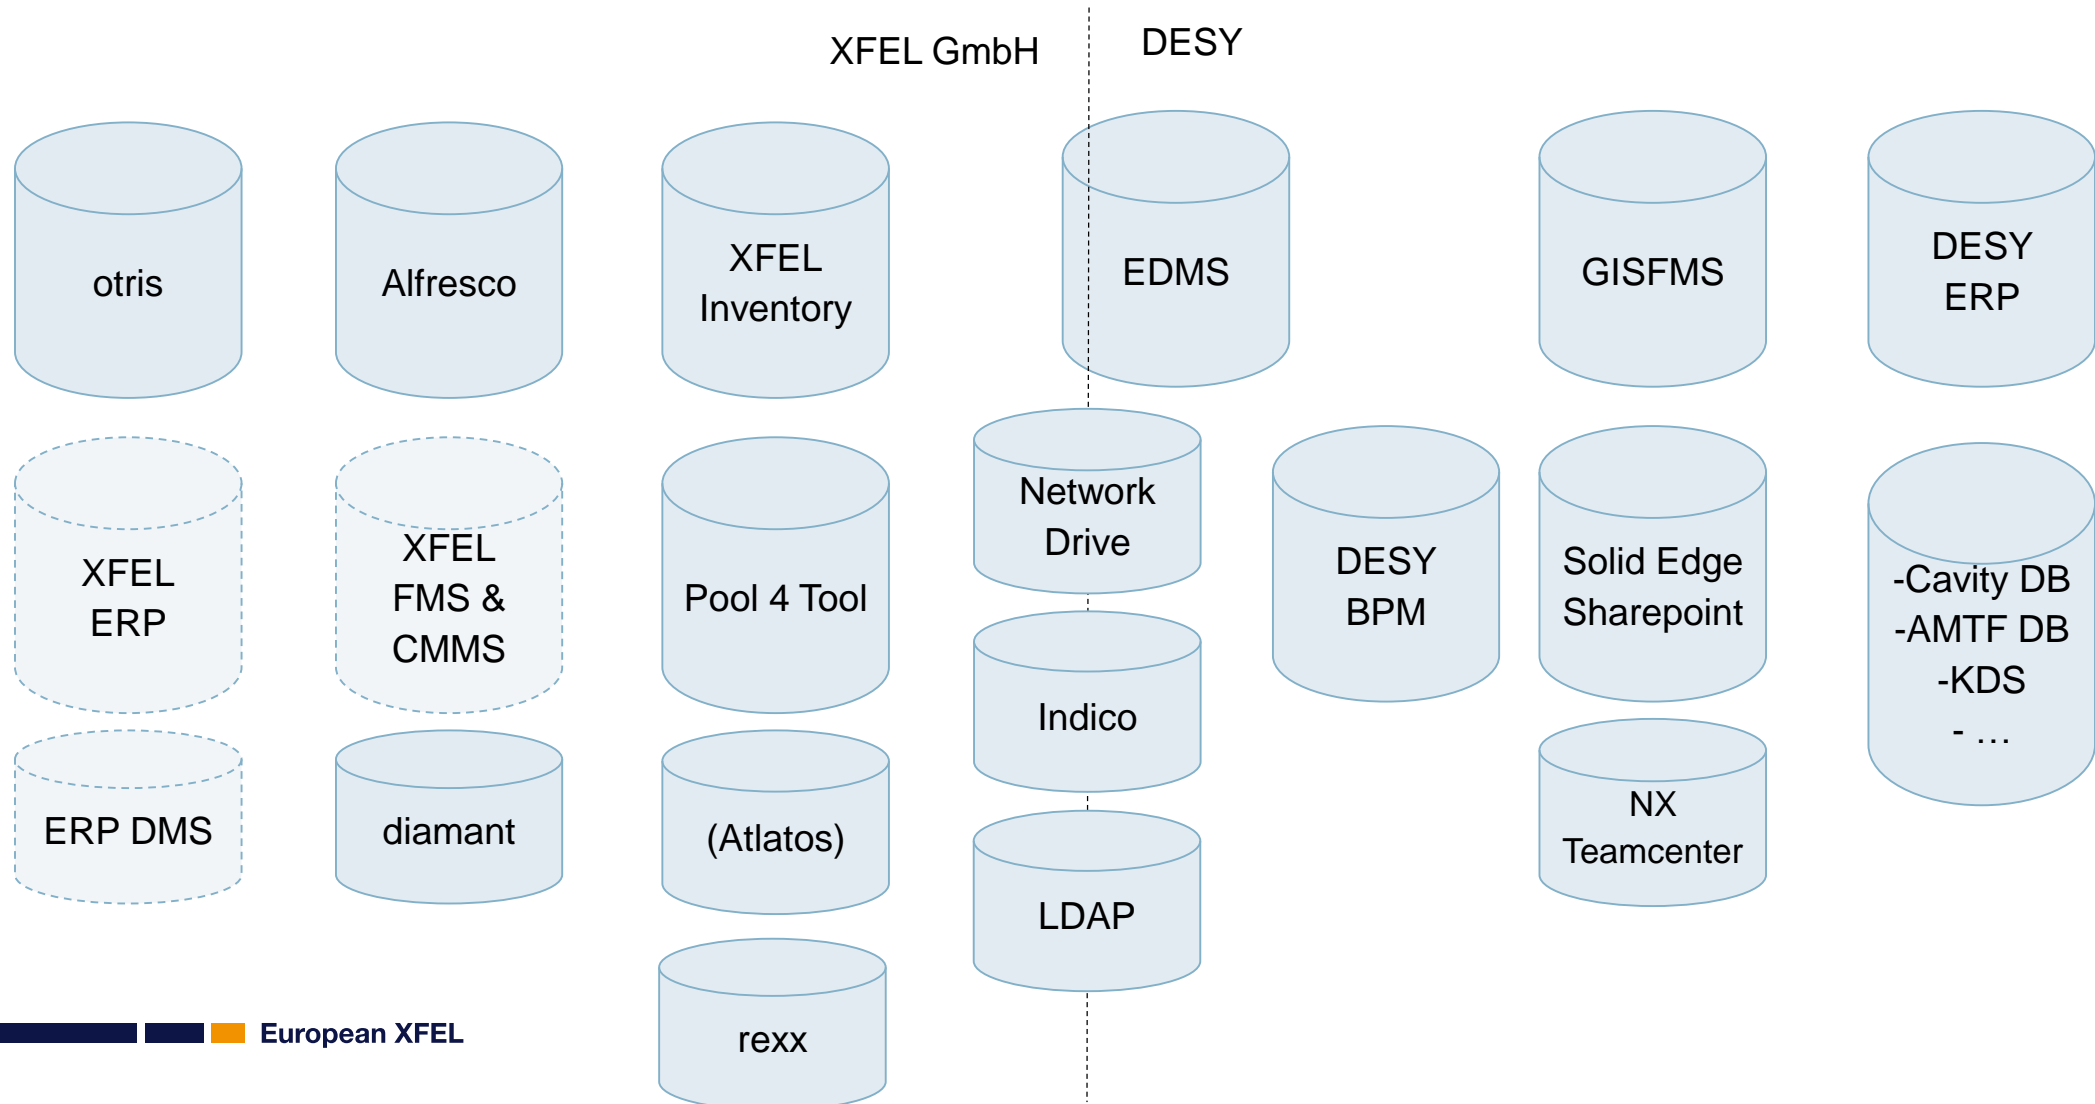 XFEL GmbH
DESY
otris
Alfresco
XFEL
Inventory
EDMS
GISFMS
DESY
ERP
XFEL
ERP
XFEL
FMS &
CMMS
Pool 4 Tool
Network
Drive
DESY
BPM
Solid Edge
Sharepoint
-Cavity DB
-AMTF DB
-KDS
- …
Indico
ERP DMS
diamant
(Atlatos)
NX
Teamcenter
LDAP
rexx
European XFEL